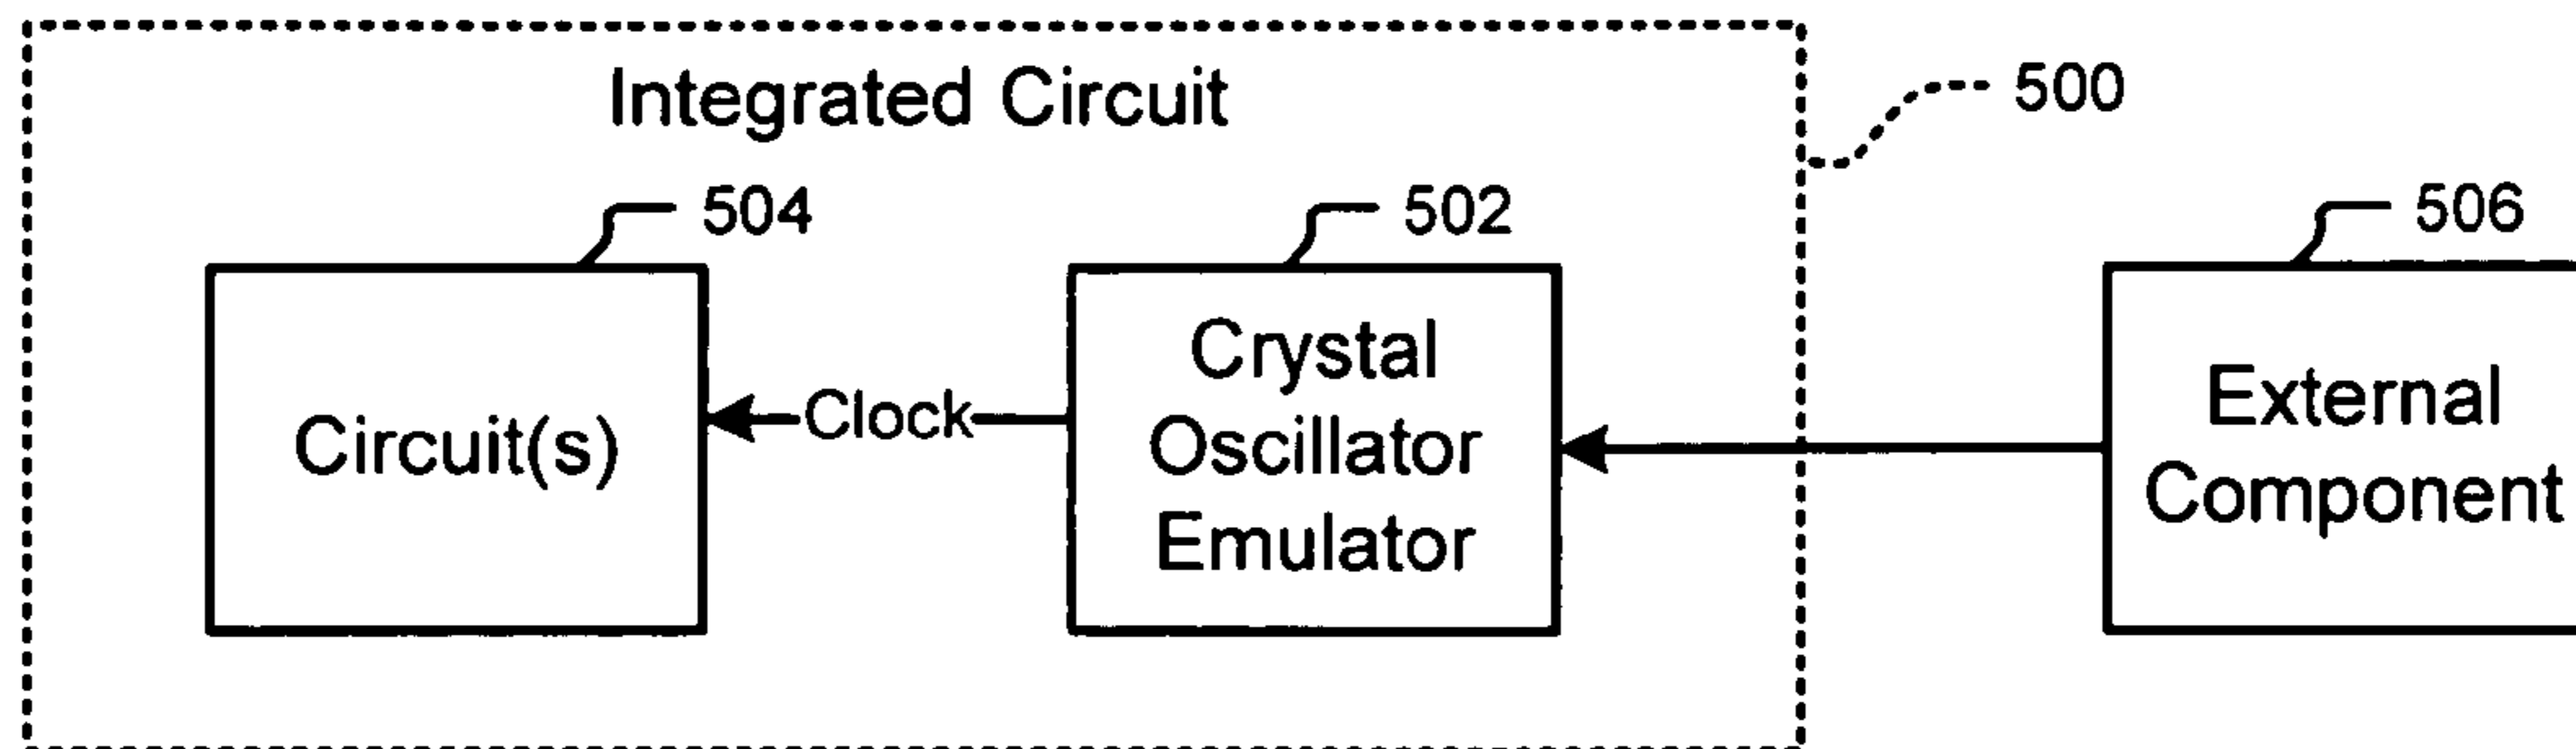 Integrated Circuit
500
504
502
506
Circuit(s)
Clock
Crystal
Oscillator
Emulator
External
Component